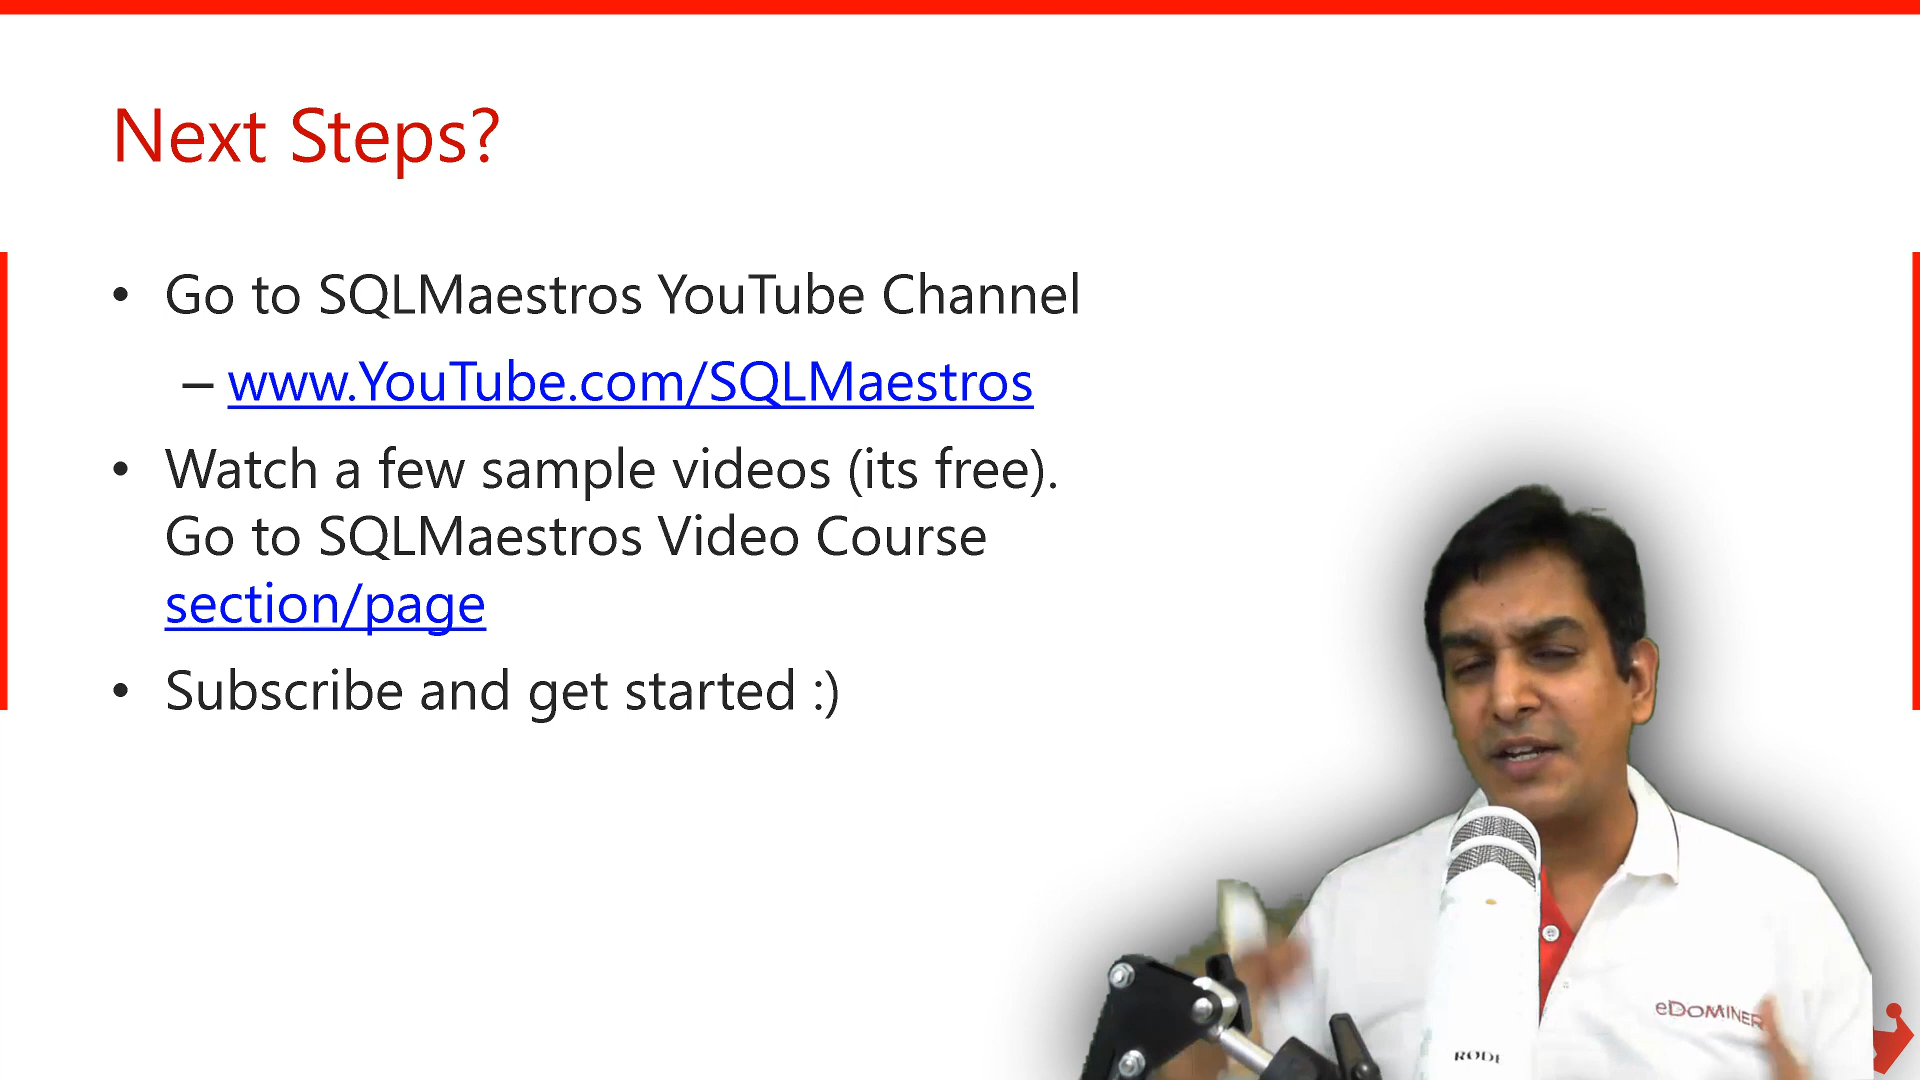 Next Steps?
• Go to SQLMaestros YouTube Channel
– www.YouTube.com/SQLMaestros
• Watch a few sample videos (its free).
Go to SQLMaestros Video Course
section/page
• Subscribe and get started :)
eDOMINER
RODE